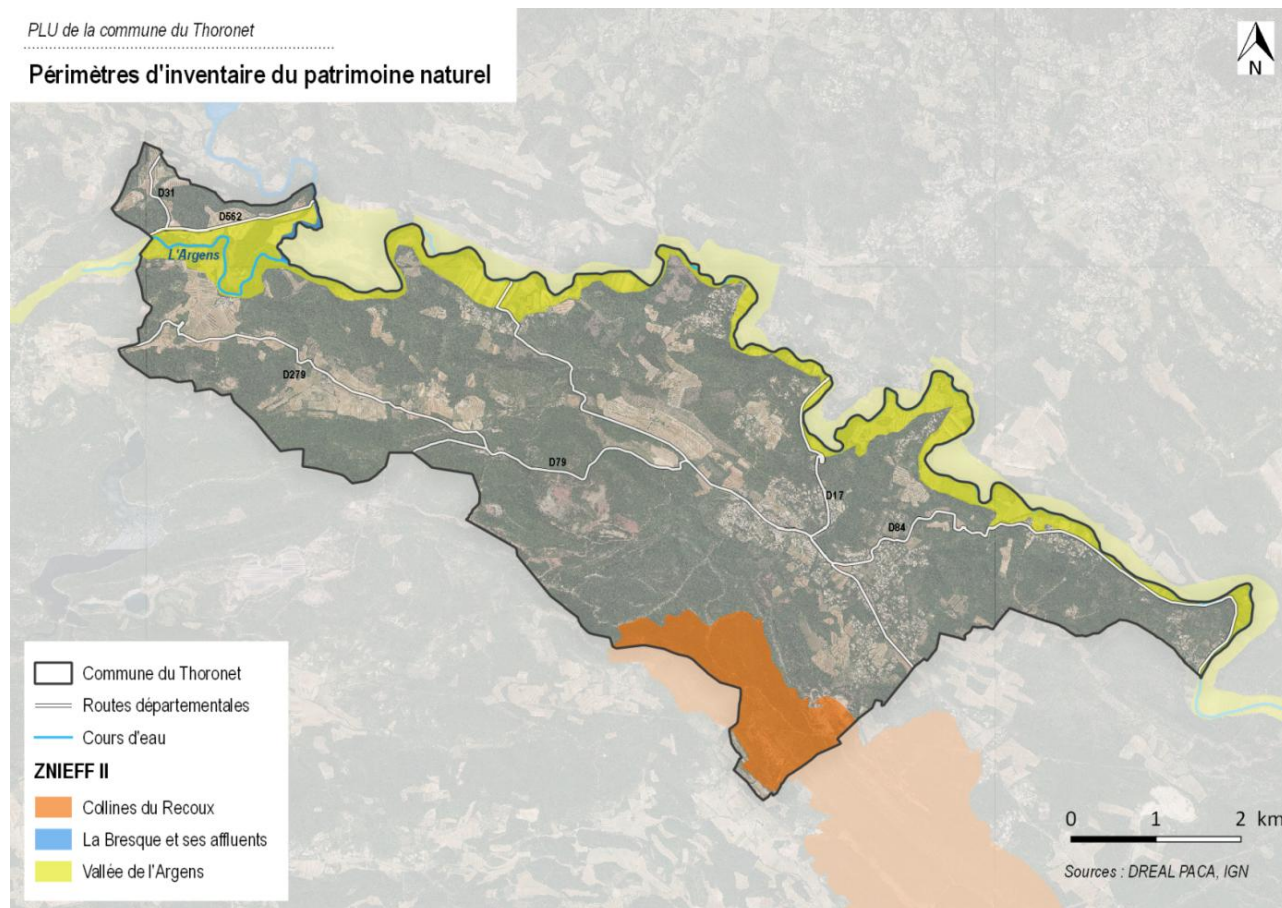 PLU de la commune du Thoronet
Périmètres d'inventaire du patrimoine naturel
N
D31
D562
L'Argens
D279
D79
D17
D84
Commune du Thoronet
Routes départementales
Cours d'eau
ZNIEFF II
Collines du Recoux
La Bresque et ses affluents
Vallée de l'Argens
0 1 2 km
Sources : DREAL PACA, IGN